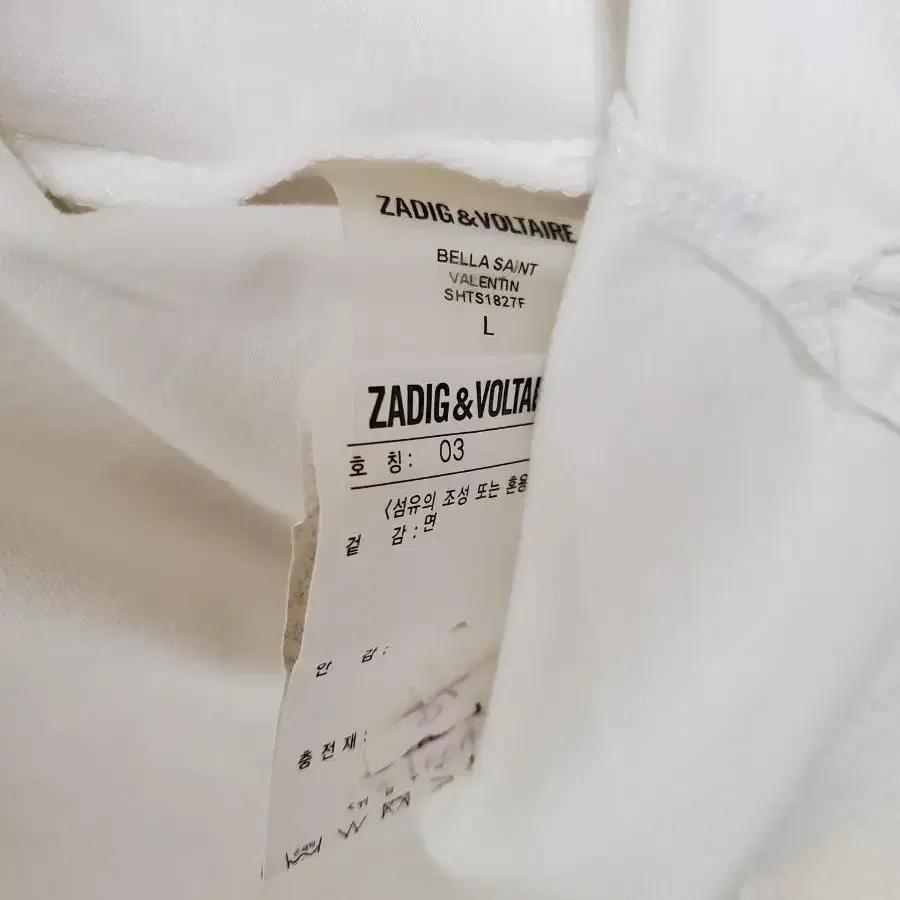 ZADIG&VOLTAIRE
BELLA SAINT
VALENTIN
SHTS1827F
L
ZADIG&VOLTAI
호 칭: 03
〈섬유의 조성 또는 혼용
겉 감:면
안 감:
충전재: